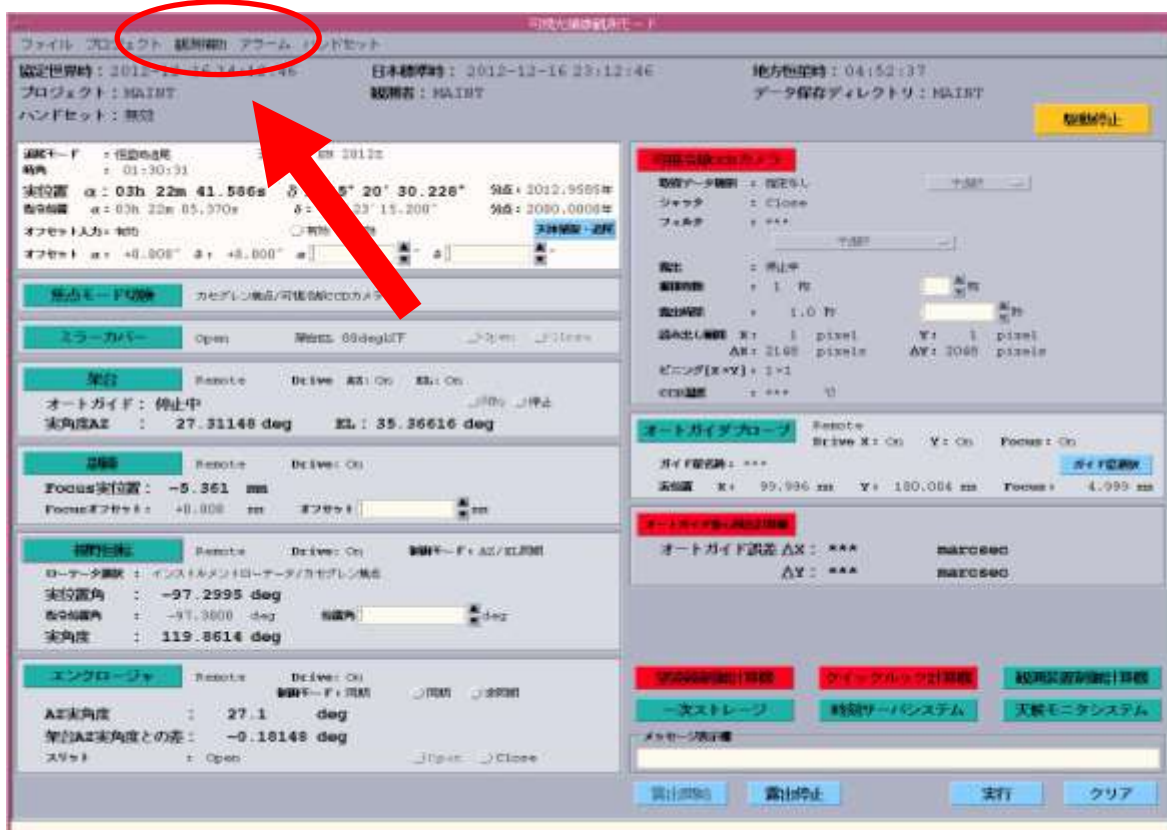 可視光撮像観測モード
ファイル プロジェクト 観測補助 アラーム ハンドセット
協定世界時: 2012-12-16 14:12:46 日本標準時: 2012-12-16 23:12:46 地方恒星時: 04:52:37
プロジェクト: MAINT 観測者: MAINT データ保存ディレクトリ: MAINT
ハンドセット: 無効
駆動停止
追尾モード : 恒星時追尾
時角 : 01:30:31
実位置 α: 03h 22m 41.586s δ: 5° 20' 30.228" 分点: 2012.9585年
指令位置 α: 03h 22m 05.370s δ: 23'15.200" 分点: 2000.0000年
オフセット入力: 有効 有効 天体捕捉・追尾
オフセット α: +0.000" δ: +0.000" α δ
焦点モード切換 カセグレン焦点/可視撮像CCDカメラ
ミラーカバー Open 架台EL 88deg以下 Open Close
架台 Remote Drive AZ: On EL: On
オートガイド: 停止中 開始 停止
実角度AZ : 27.31148 deg EL: 35.36616 deg
副鏡 Remote Drive: On
Focus実位置: -5.361 mm
Focusオフセット: +0.000 mm オフセット mm
視野回転 Remote Drive: On 制御モード: AZ/EL同期
ローテータ選択 : インストルメントローテータ/カセグレン焦点
実位置角 : -97.2995 deg
指令位置角 : -97.3000 deg 位置角 deg
実角度 : 119.8614 deg
エンクロージャ Remote Drive: On
制御モード: 同期 同期 非同期
AZ実角度 : 27.1 deg
架台AZ実角度との差: -0.18148 deg
スリット : Open Open Close
可視撮像CCDカメラ
取得データ種別 : 指定なし 予選択
シャッタ : Close
フィルタ : ***
予選択
露出 : 停止中
: 1 回 回
露出時間 : 1.0 秒 秒
読み出し範囲 X: 1 pixel Y: 1 pixel
ΔX: 2168 pixels ΔY: 2048 pixels
ビニング[X×Y]: 1×1
CCD温度 : *** ℃
オートガイダプローブ Remote
Drive X: On Y: On Focus: On
ガイド星名称: *** ガイド星選択
実位置 X: 99.996 mm Y: 180.004 mm Focus: 4.999 mm
オートガイド誤差 ΔX: *** marcsec
ΔY: *** marcsec
クイックルック計算機 観測装置制御計算機
一次ストレージ 時刻サーバシステム 天候モニタシステム
メッセージ表示欄
露出開始 露出停止 実行 クリア